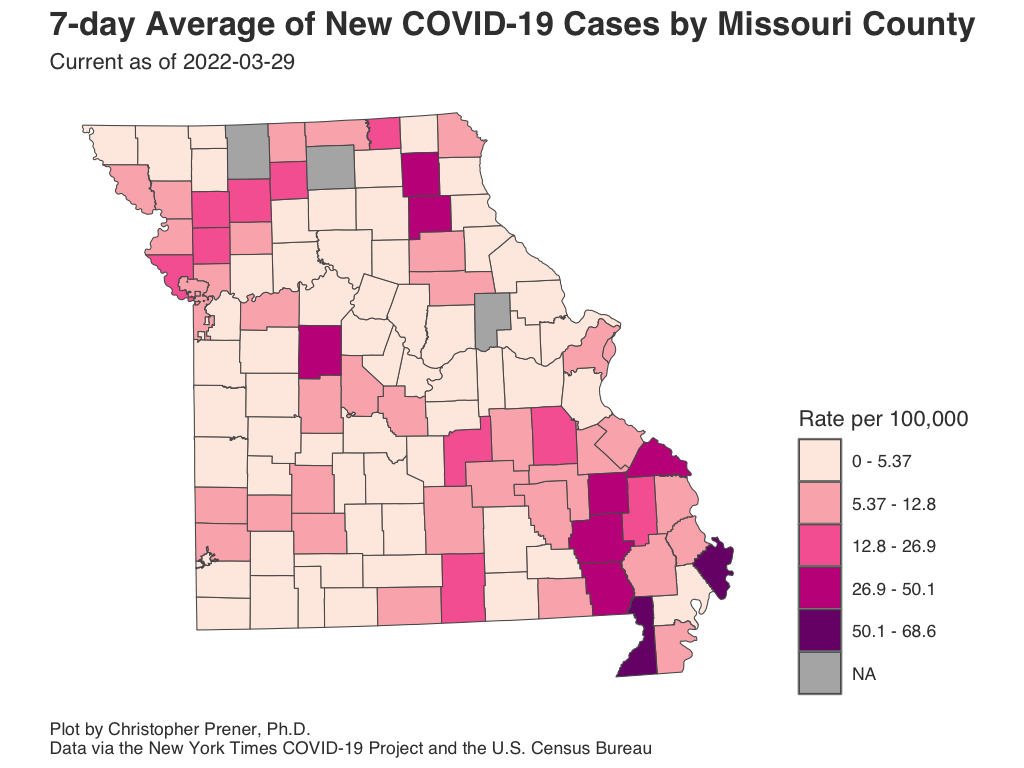 7-day Average of New COVID-19 Cases by Missouri County
Current as of 2022-03-29
Rate per 100,000
0 - 5.37
5.37 - 12.8
12.8 - 26.9
26.9 - 50.1
50.1 - 68.6
NA
Plot by Christopher Prener, Ph.D.
Data via the New York Times COVID-19 Project and the U.S. Census Bureau